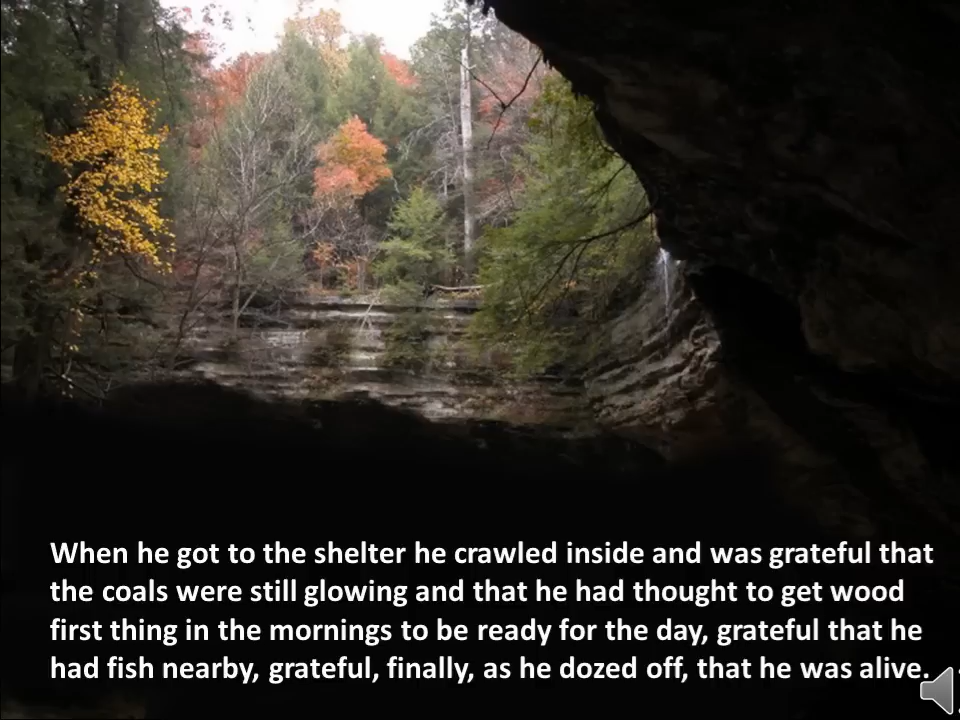 When he got to the shelter he crawled inside and was grateful that
the coals were still glowing and that he had thought to get wood
first thing in the mornings to be ready for the day, grateful that he
had fish nearby, grateful, finally, as he dozed off, that he was alive.